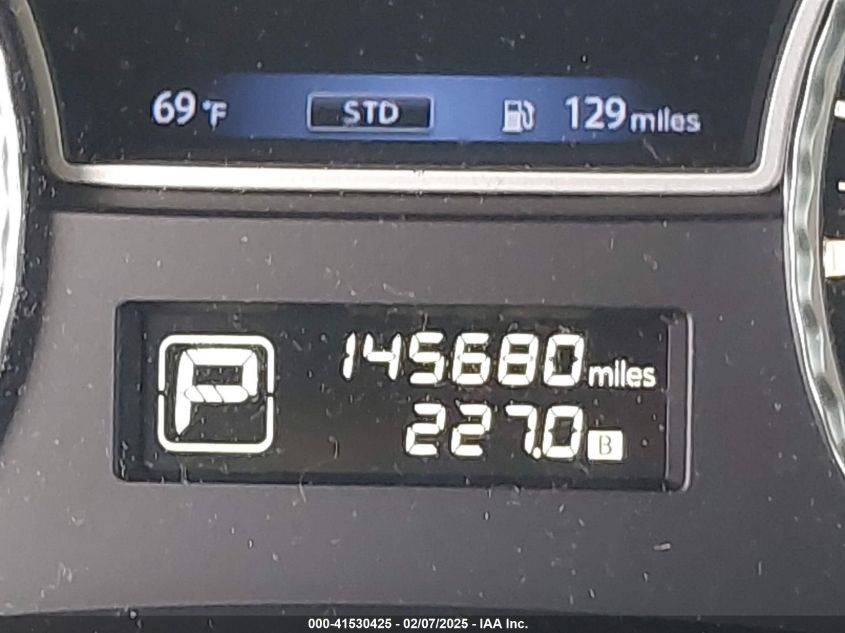 69°F STD 129 miles
P 145680 miles
227.0 B
000-41530425 - 02/07/2025 - IAA Inc.